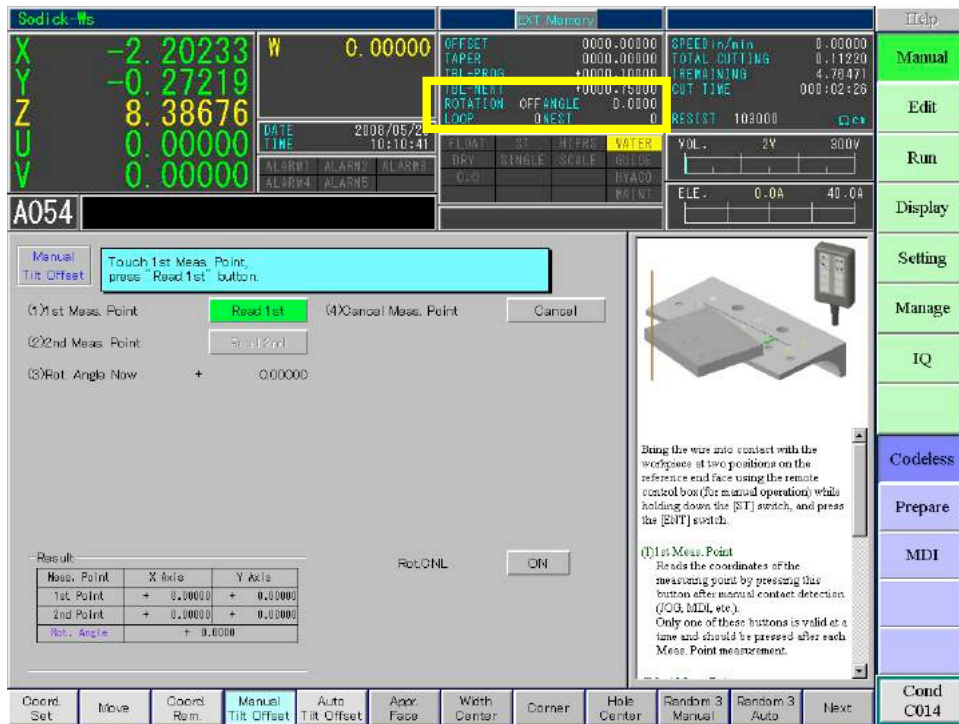 Sodick-Ws
EXT Memory
Help
X -2.20233
Y -0.27219
Z 8.38676
U 0.00000
V 0.00000
W 0.00000
DATE 2008/05/2
TIME 10:10:41
ALARM1 ALARM2 ALARM3
ALARM4 ALARM5
OFFSET 0000.00000
TAPER 0000.00000
TBL-PROG +0000.10000
TBL-NEXT +0000.75000
ROTATION OFF ANGLE 0.0000
LOOP 0 NEST 0
SPEED in/min 0.00000
TOTAL CUTTING 0.11220
REMAINING 4.78471
CUT TIME 000:02:26
RESIST 103000
FLOAT ST WATER
DRY SINGLE SCALE GUIDE
MAINT
VOL. 2V 300V
ELE. 0.0A 40.0A
A054
Manual
Tilt Offset
Touch 1st Meas. Point,
press "Read 1st" button.
(1)1st Meas. Point Read 1st (4)Cancel Meas. Point Cancel
(2)2nd Meas. Point Read 2nd
(3)Rot. Angle Now + 0.00000
Result
Meas. Point X Axis Y Axis
1st Point + 0.00000 + 0.00000
2nd Point + 0.00000 + 0.00000
Rot. Angle + 0.0000
Rot.CNL ON
Bring the wire into contact with the
workpiece at two positions on the
reference end face using the remote
control box (for manual operation) while
holding down the [ST] switch, and press
the [ENT] switch.
(1)1st Meas. Point
Reads the coordinates of the
measuring point by pressing this
button after manual contact detection
(JOG, MDI, etc.).
Only one of these buttons is valid at a
time and should be pressed after each
Meas. Point measurement.
Manual
Edit
Run
Display
Setting
Manage
IQ
Codeless
Prepare
MDI
Cond
C014
Coord. Set
Move
Coord. Rem.
Manual Tilt Offset
Auto Tilt Offset
Appr. Face
Width Center
Corner
Hole Center
Random 3 Manual
Random 3 Auto
Next